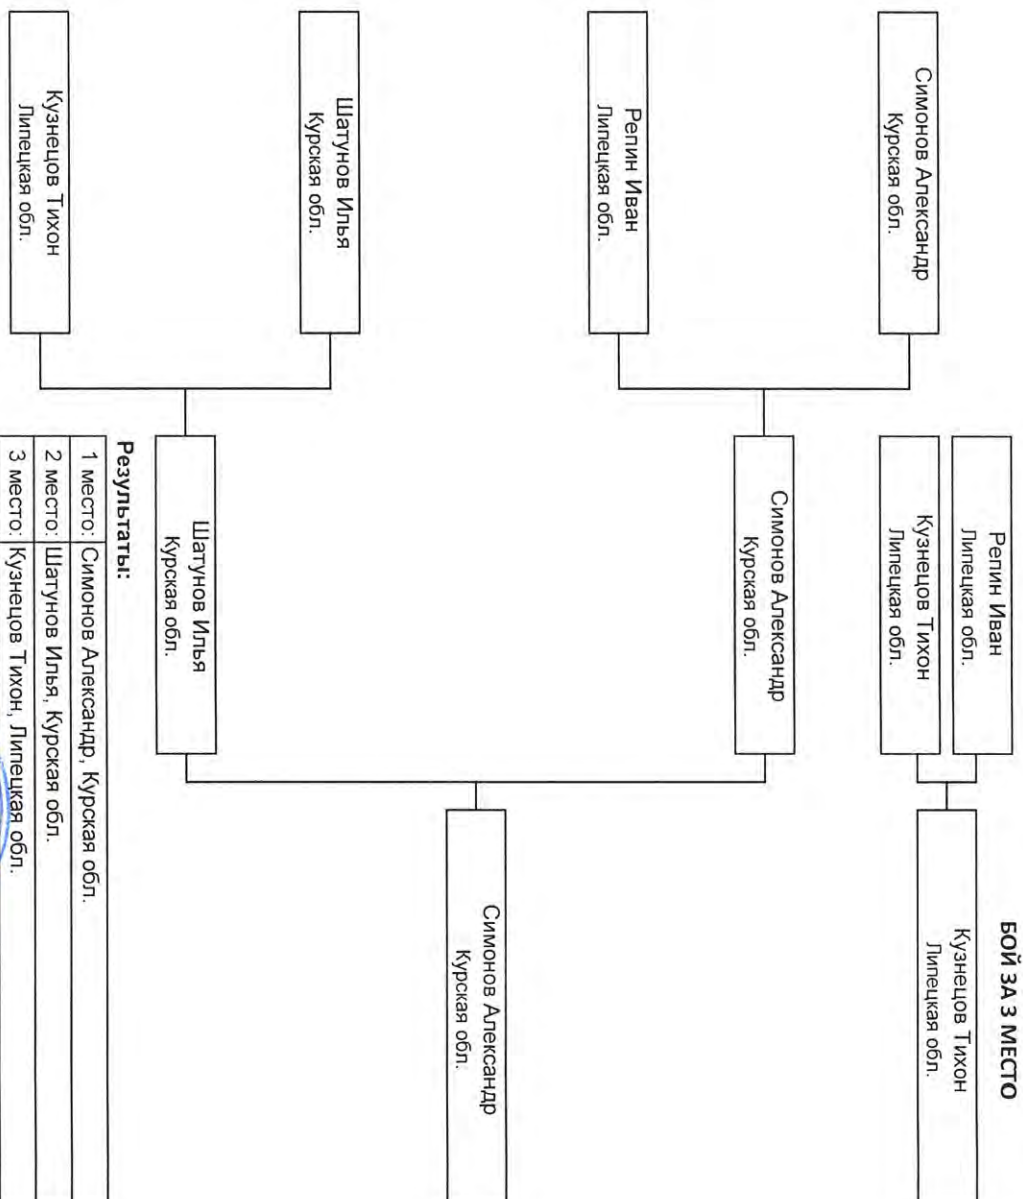 БОЙ ЗА 3 МЕСТО
Репин Иван
Липецкая обл.
Кузнецов Тихон
Липецкая обл.
Кузнецов Тихон
Липецкая обл.
Симонов Александр
Курская обл.
Репин Иван
Липецкая обл.
Симонов Александр
Курская обл.
Симонов Александр
Курская обл.
Шатунов Илья
Курская обл.
Кузнецов Тихон
Липецкая обл.
Шатунов Илья
Курская обл.
Результаты:
1 место: Симонов Александр, Курская обл.
2 место: Шатунов Илья, Курская обл.
3 место: Кузнецов Тихон, Липецкая обл.